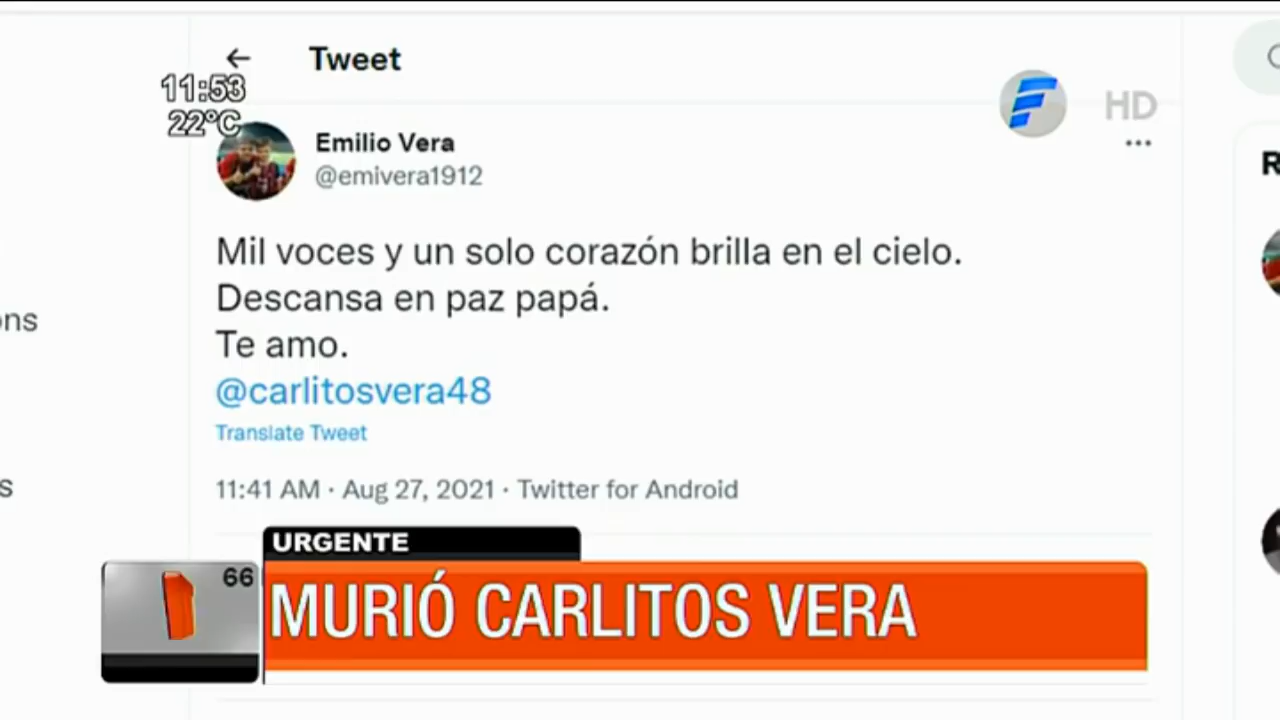 Tweet
11:53
22°C
HD
Emilio Vera
@emivera1912
Mil voces y un solo corazón brilla en el cielo.
Descansa en paz papá.
Te amo.
@carlitosvera48
Translate Tweet
11:41 AM · Aug 27, 2021 · Twitter for Android
URGENTE
66
MURIÓ CARLITOS VERA